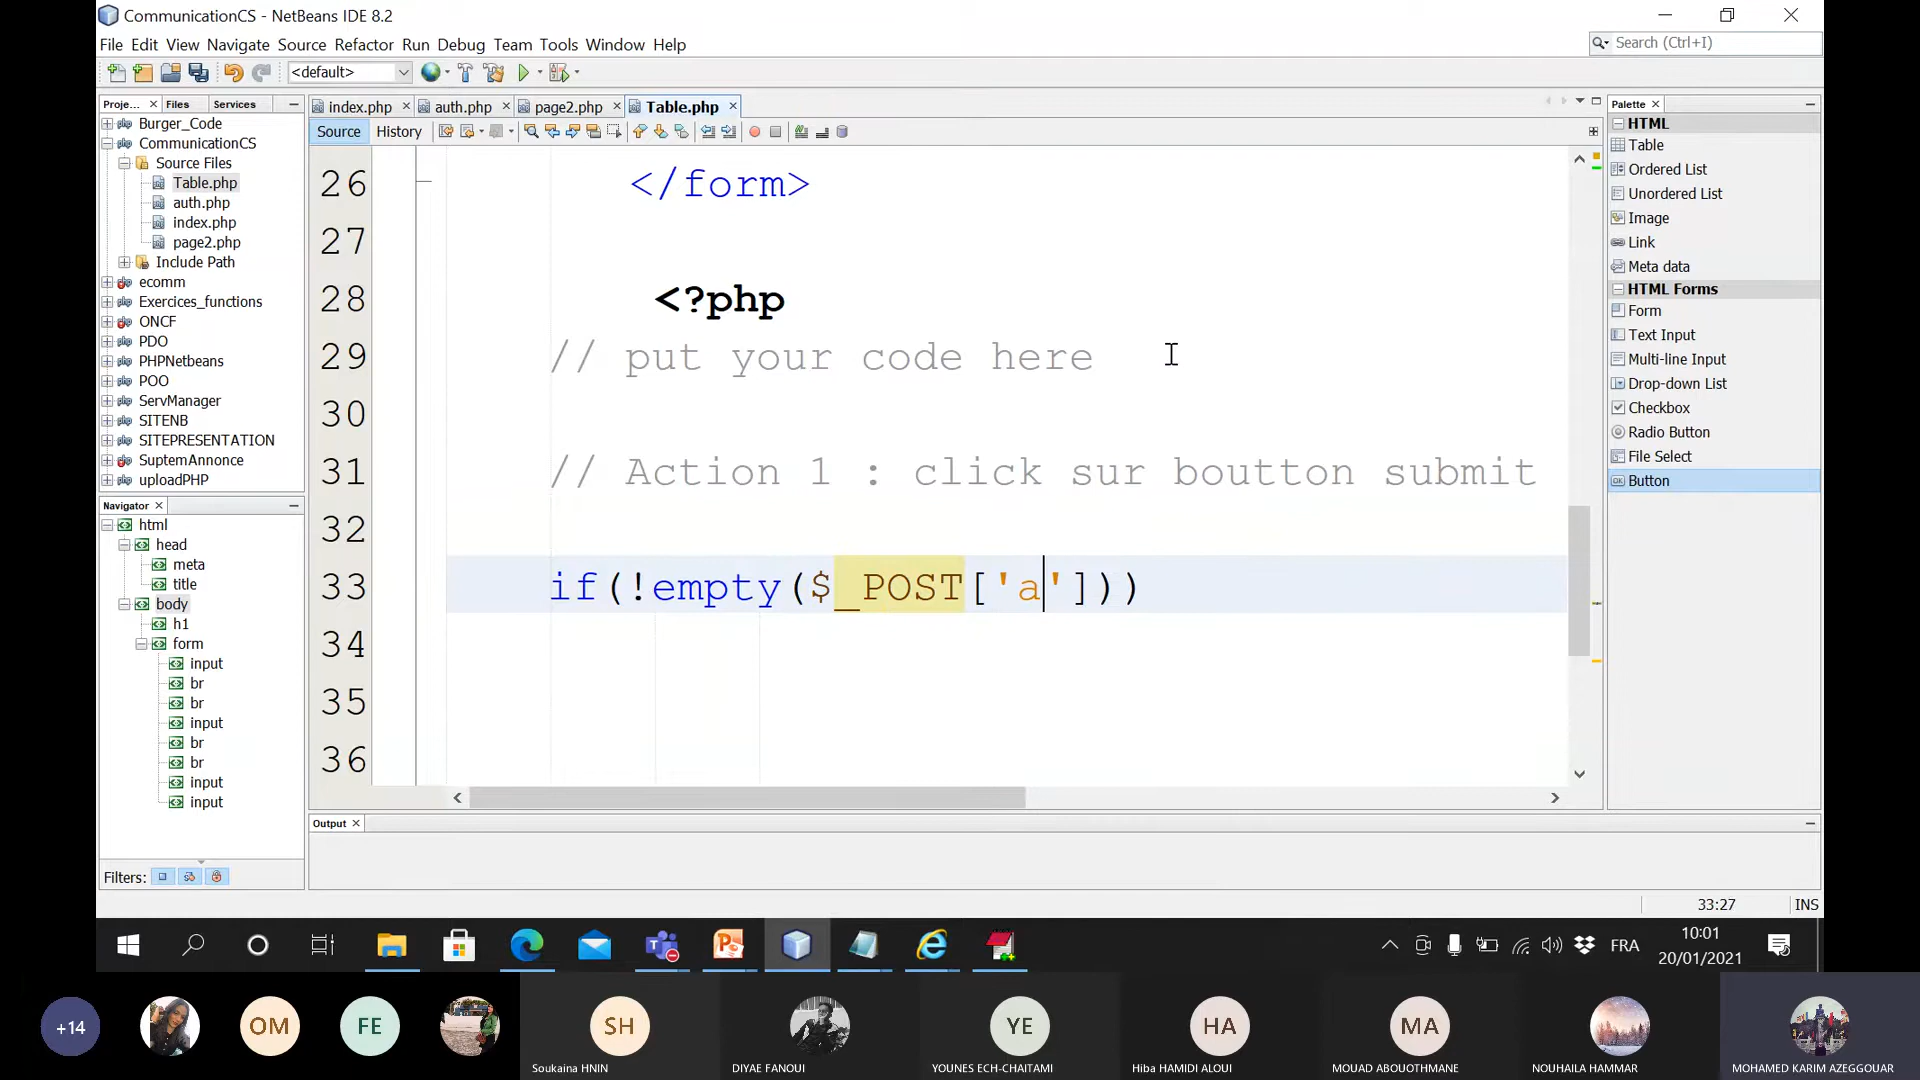 CommunicationCS - NetBeans IDE 8.2
File Edit View Navigate Source Refactor Run Debug Team Tools Window Help
Search (Ctrl+I)
<default>
Proje... Files Services
index.php auth.php page2.php Table.php
Palette
Source History
Burger_Code
CommunicationCS
Source Files
Table.php
auth.php
index.php
page2.php
Include Path
ecomm
Exercices_functions
ONCF
PDO
PHPNetbeans
POO
ServManager
SITENB
SITEPRESENTATION
SuptemAnnonce
uploadPHP
Navigator
html
head
meta
title
body
h1
form
input
br
br
input
br
br
input
input
Filters:
26 </form>
27
28 <?php
29 // put your code here
30
31 // Action 1 : click sur boutton submit
32
33 if(!empty($_POST['a']))
34
35
36
HTML
Table
Ordered List
Unordered List
Image
Link
Meta data
HTML Forms
Form
Text Input
Multi-line Input
Drop-down List
Checkbox
Radio Button
File Select
Button
Output
33:27 INS
FRA
10:01
20/01/2021
+14
OM
FE
SH
Soukaina HNIN
DIYAE FANOUI
YE
YOUNES ECH-CHAITAMI
HA
Hiba HAMIDI ALOUI
MA
MOUAD ABOUOTHMANE
NOUHAILA HAMMAR
MOHAMED KARIM AZEGGOUAR